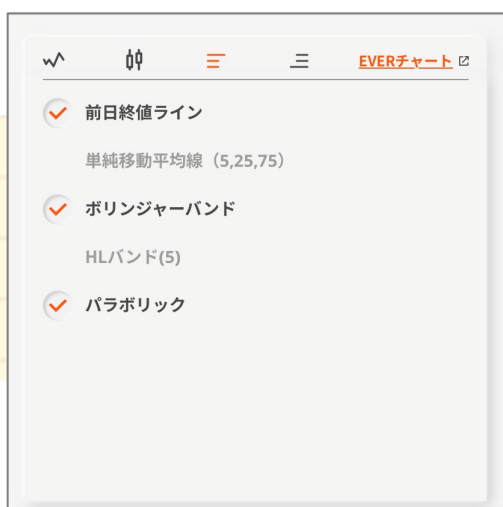 EVERチャート
前日終値ライン
単純移動平均線（5,25,75）
ボリンジャーバンド
HLバンド(5)
パラボリック